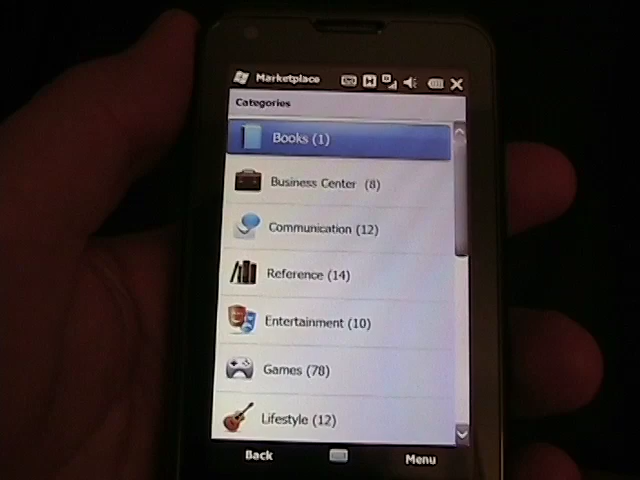 Marketplace
Categories
Books (1)
Business Center (8)
Communication (12)
Reference (14)
Entertainment (10)
Games (78)
Lifestyle (12)
Back Menu